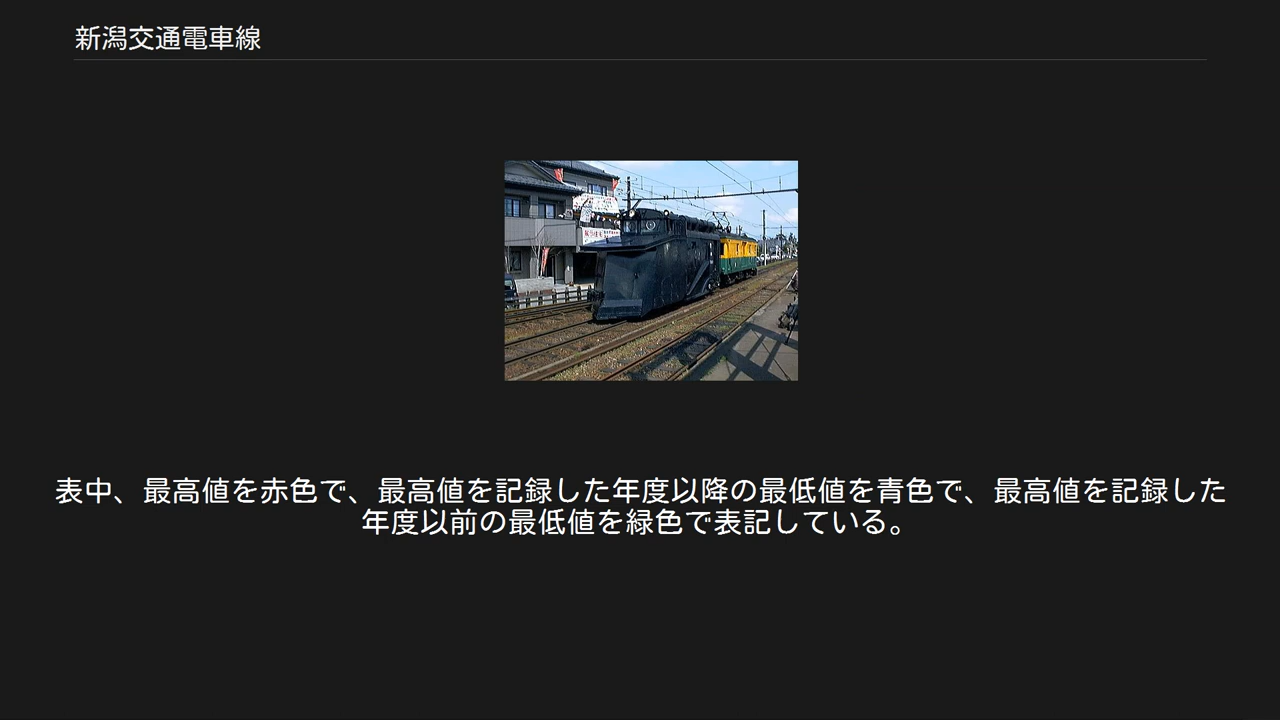 新潟交通電車線
表中、最高値を赤色で、最高値を記録した年度以降の最低値を青色で、最高値を記録した
年度以前の最低値を緑色で表記している。